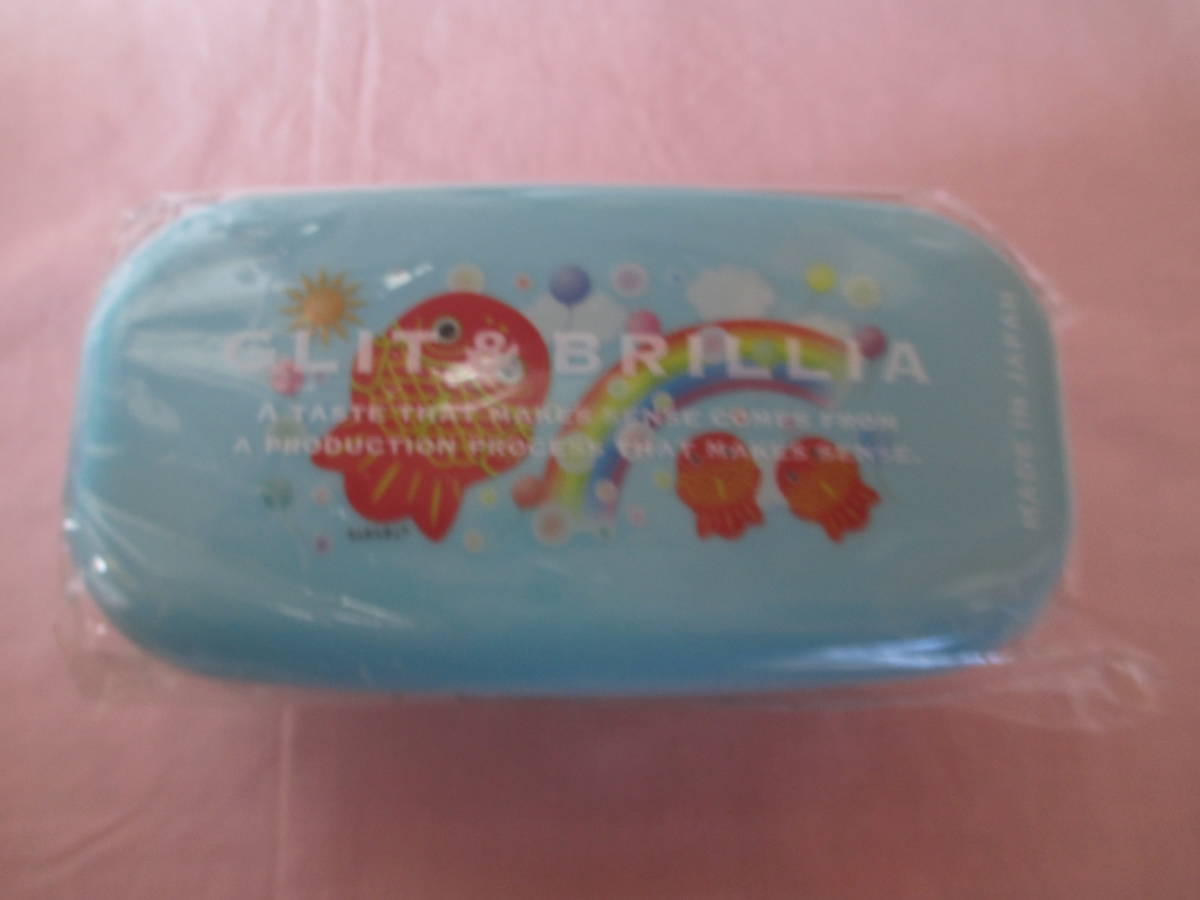 GLIT & BRILLIA
A TASTE THAT MAKES SENSE COMES FROM
A PRODUCTION PROCESS THAT MAKES SENSE.
MADE IN JAPAN